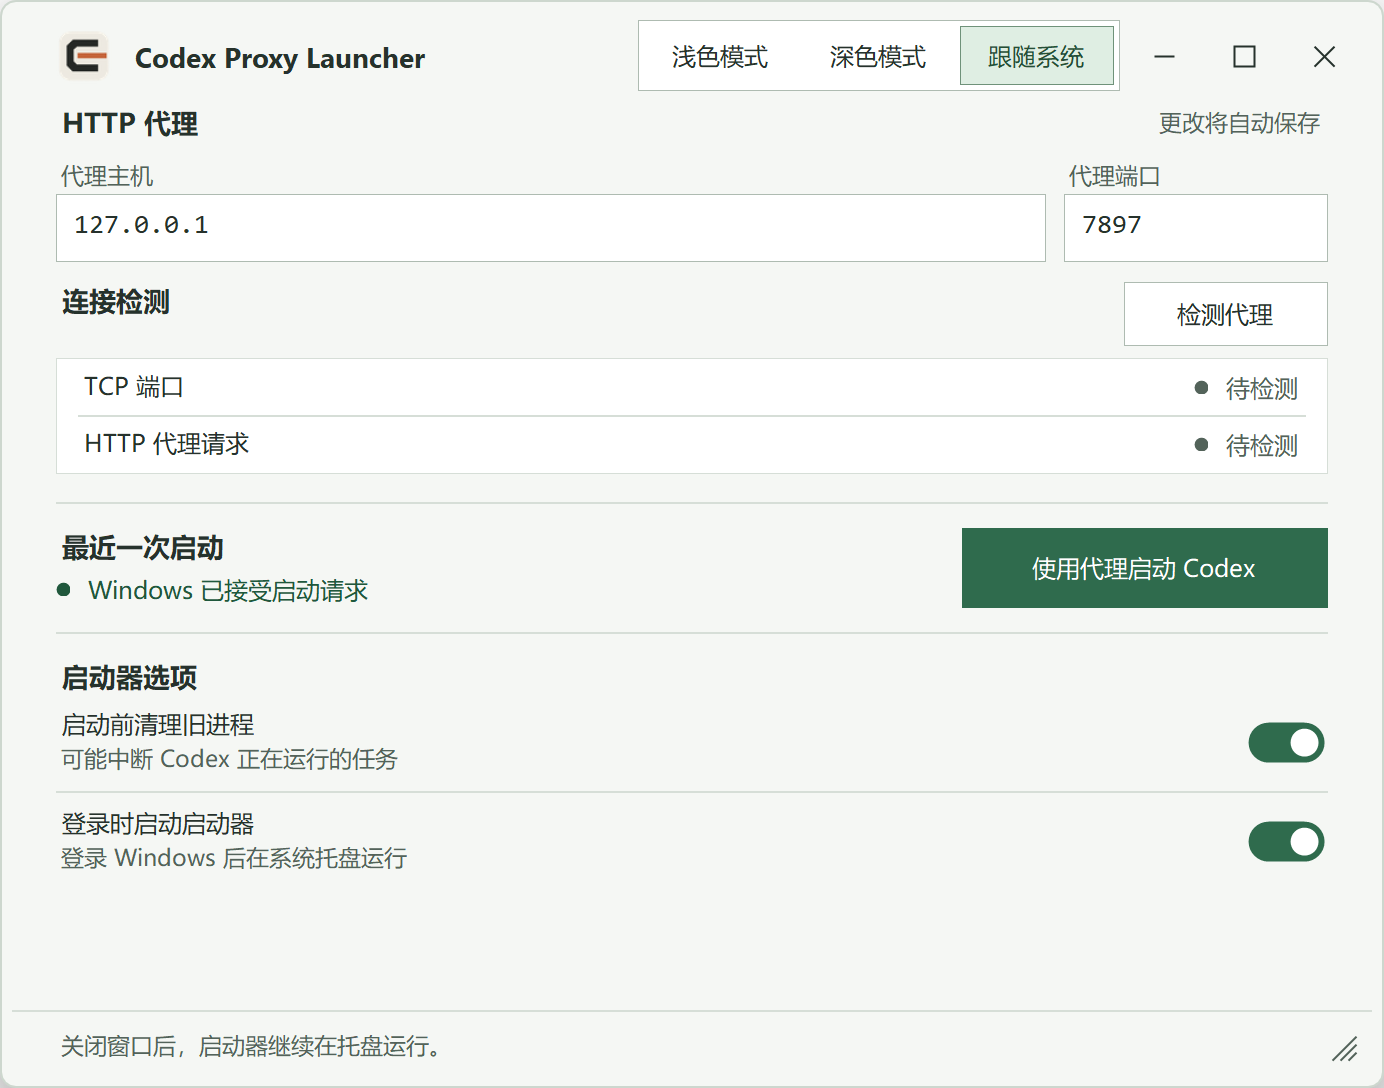 Codex Proxy Launcher
浅色模式 深色模式 跟随系统
HTTP 代理
更改将自动保存
代理主机
代理端口
127.0.0.1
7897
连接检测
检测代理
TCP 端口
待检测
HTTP 代理请求
待检测
最近一次启动
Windows 已接受启动请求
使用代理启动 Codex
启动器选项
启动前清理旧进程
可能中断 Codex 正在运行的任务
登录时启动启动器
登录 Windows 后在系统托盘运行
关闭窗口后，启动器继续在托盘运行。